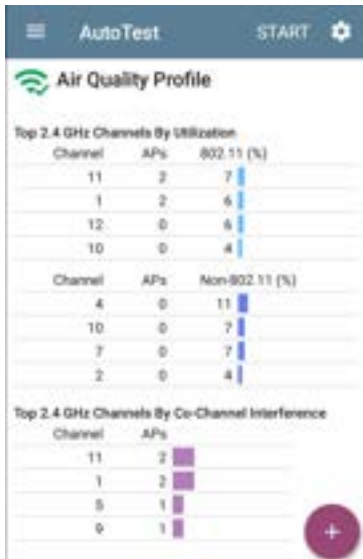 AutoTest START
Air Quality Profile
Top 2.4 GHz Channels By Utilization
Channel APs 802.11 (%)
11 2 7
1 2 6
12 0 6
10 0 4
Channel APs Non-802.11 (%)
4 0 11
10 0 7
7 0 7
2 0 4
Top 2.4 GHz Channels By Co-Channel Interference
Channel APs
11 2
1 2
5 1
9 1
+